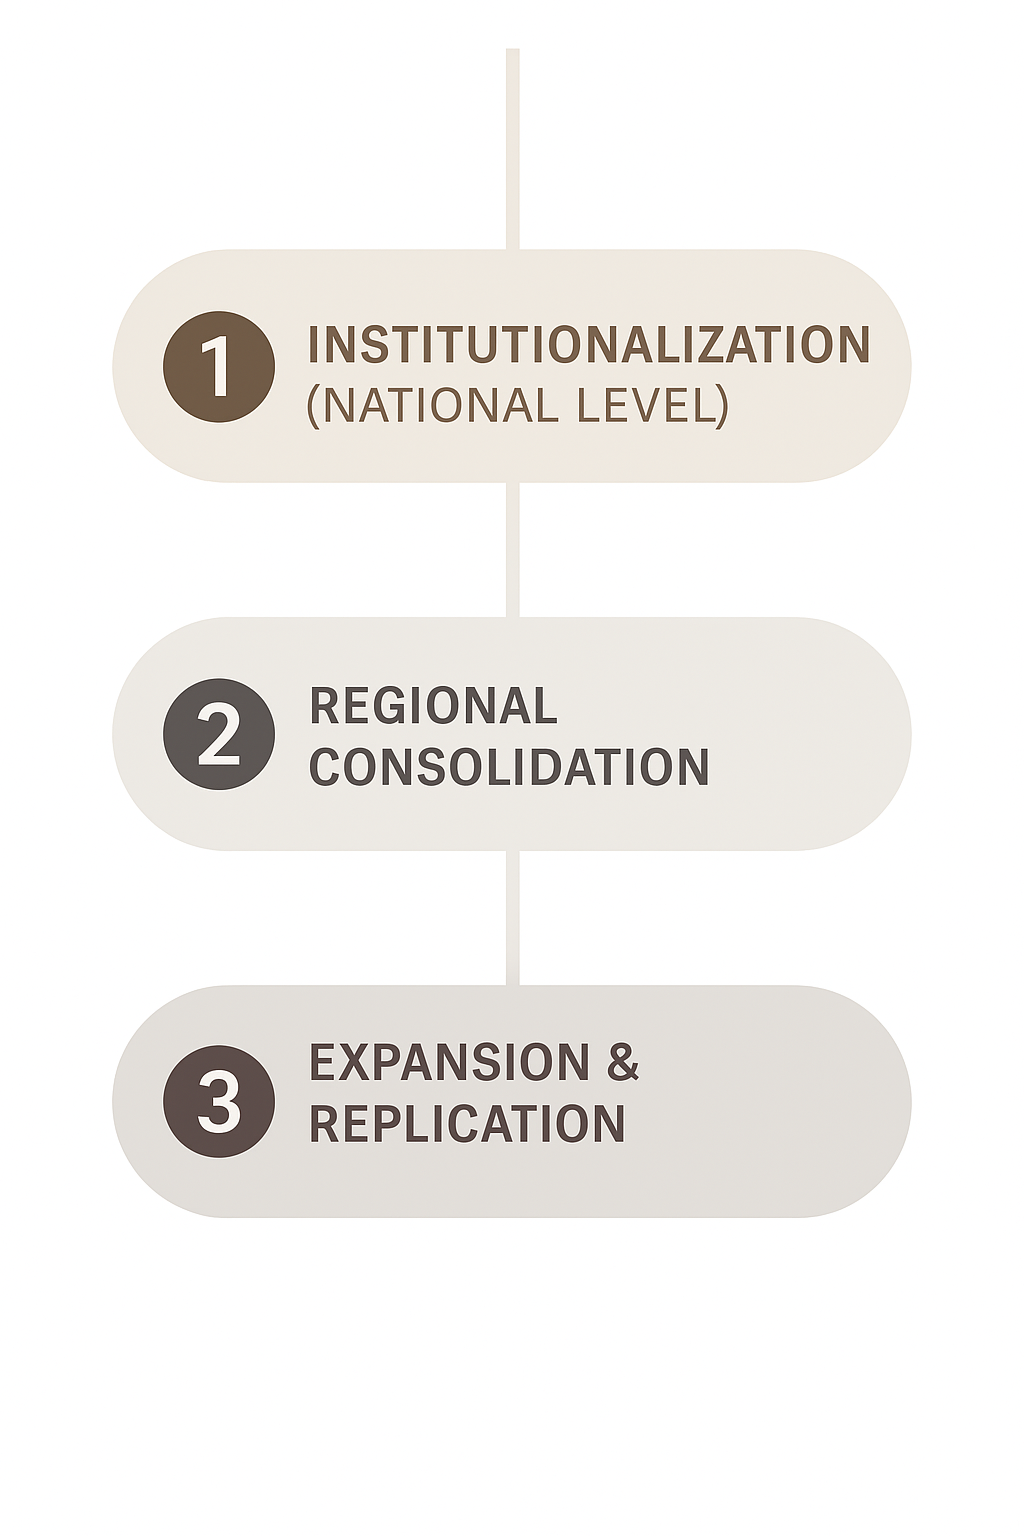 1
INSTITUTIONALIZATION
(NATIONAL LEVEL)
2
REGIONAL
CONSOLIDATION
3
EXPANSION &
REPLICATION